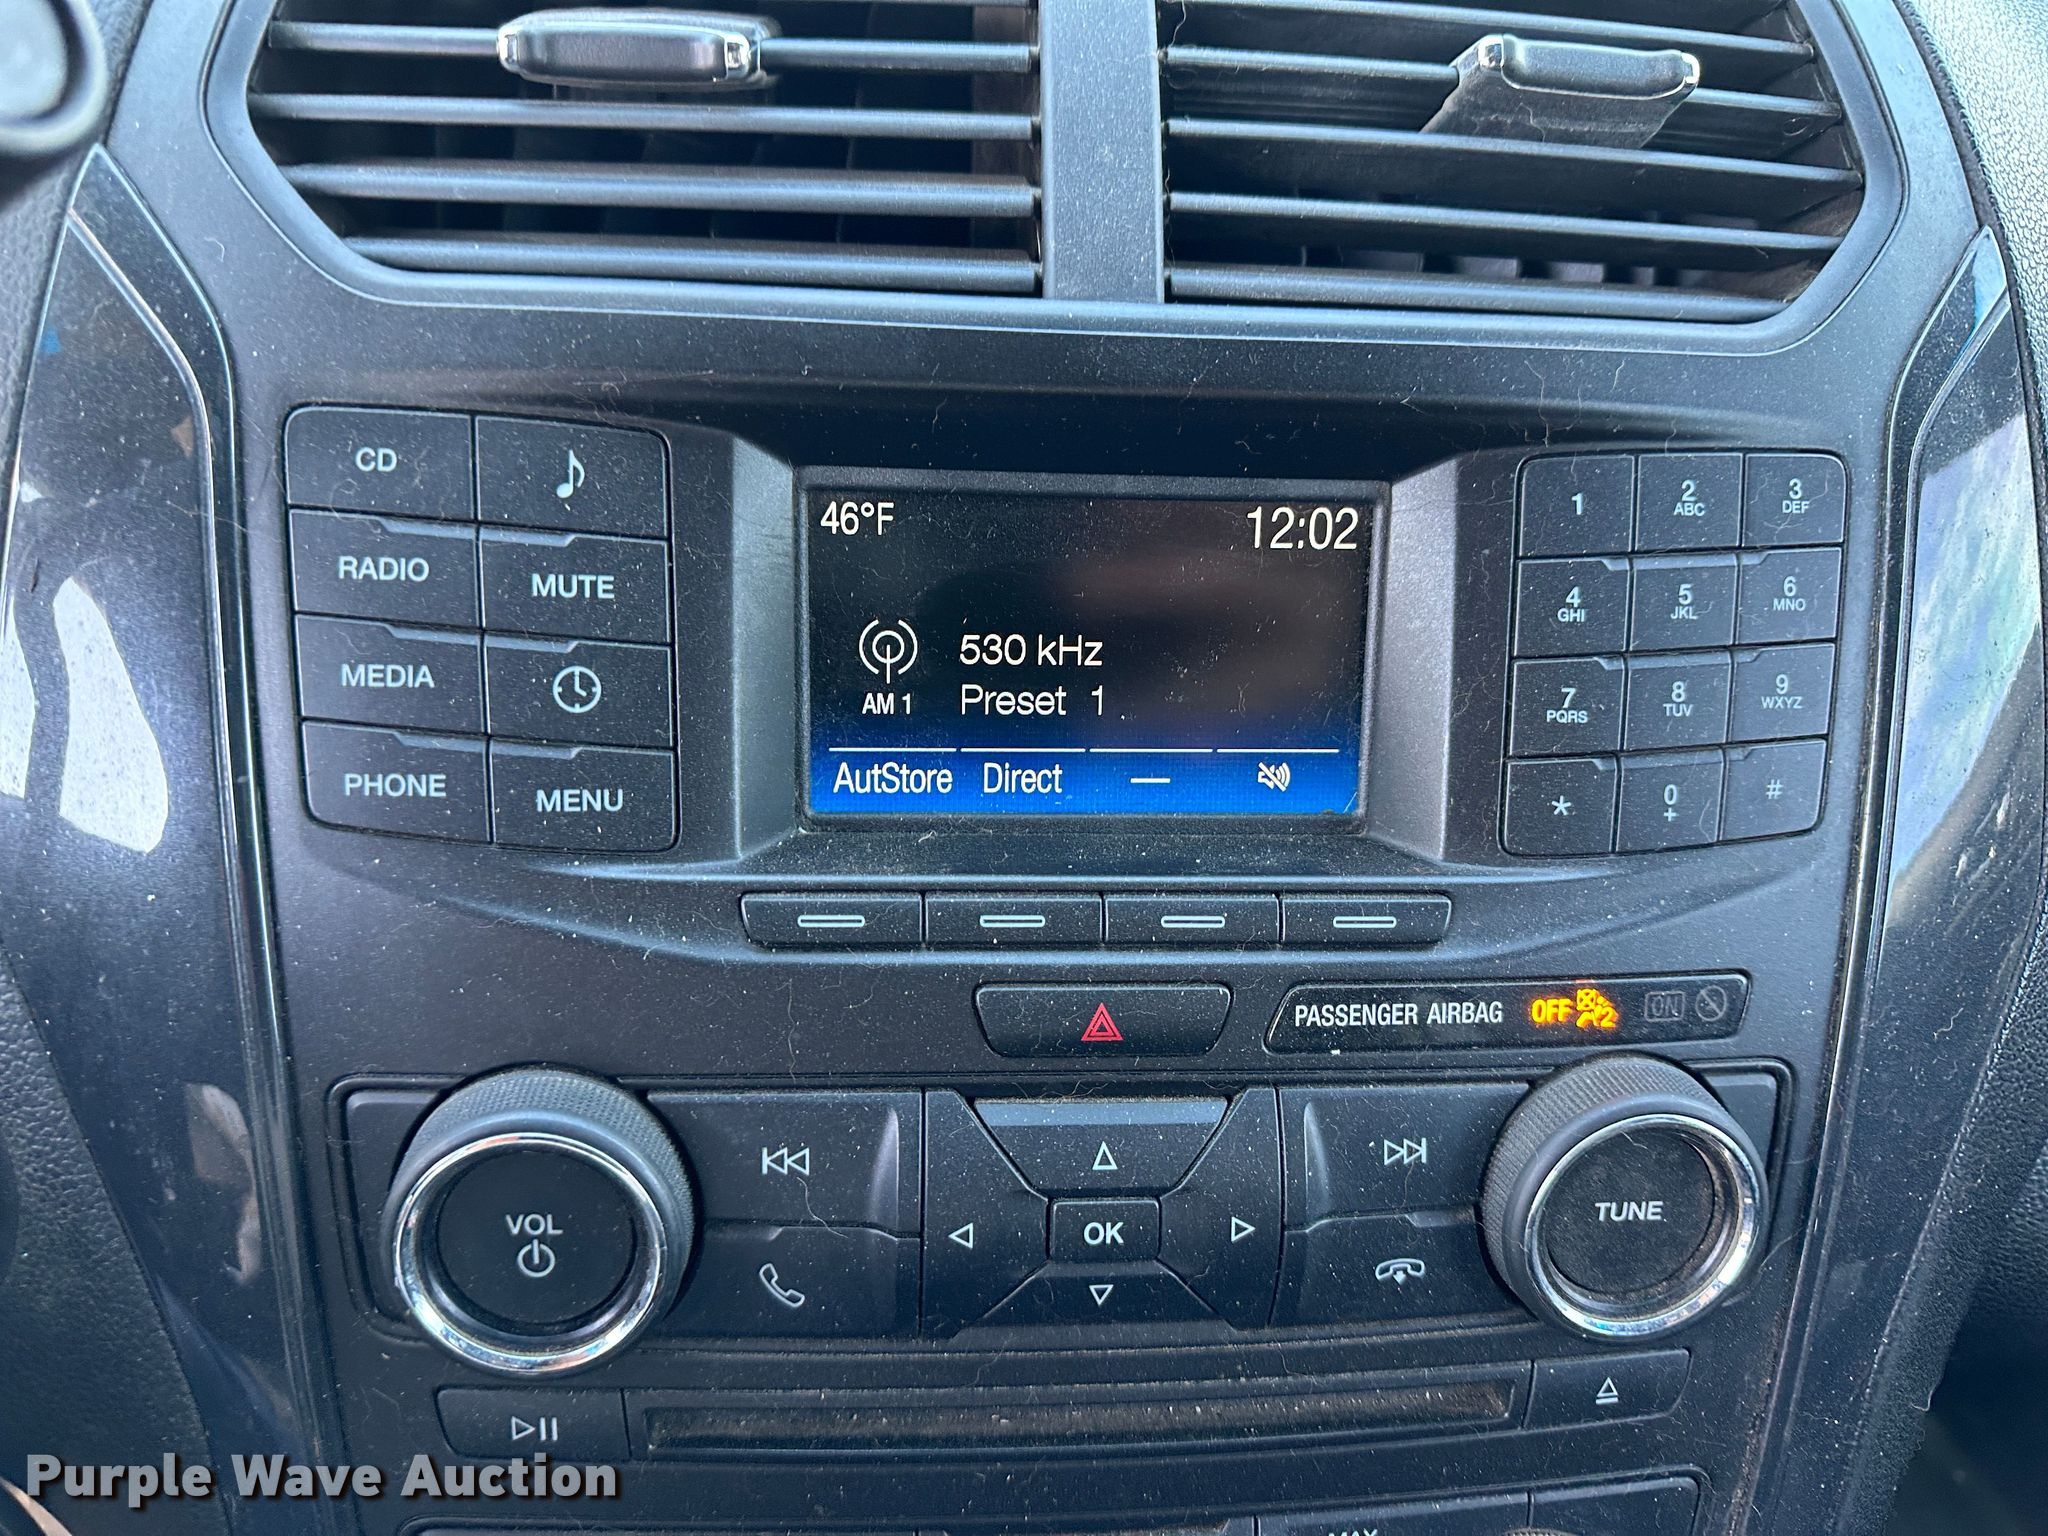 46°F
12:02
530 kHz
AM 1
Preset 1
AutStore Direct —
CD
RADIO
MUTE
MEDIA
PHONE
MENU
1
2 ABC
3 DEF
4 GHI
5 JKL
6 MNO
7 PQRS
8 TUV
9 WXYZ
*
0 +
#
PASSENGER AIRBAG OFF 2 ON
VOL
OK
TUNE
MAX
Purple Wave Auction